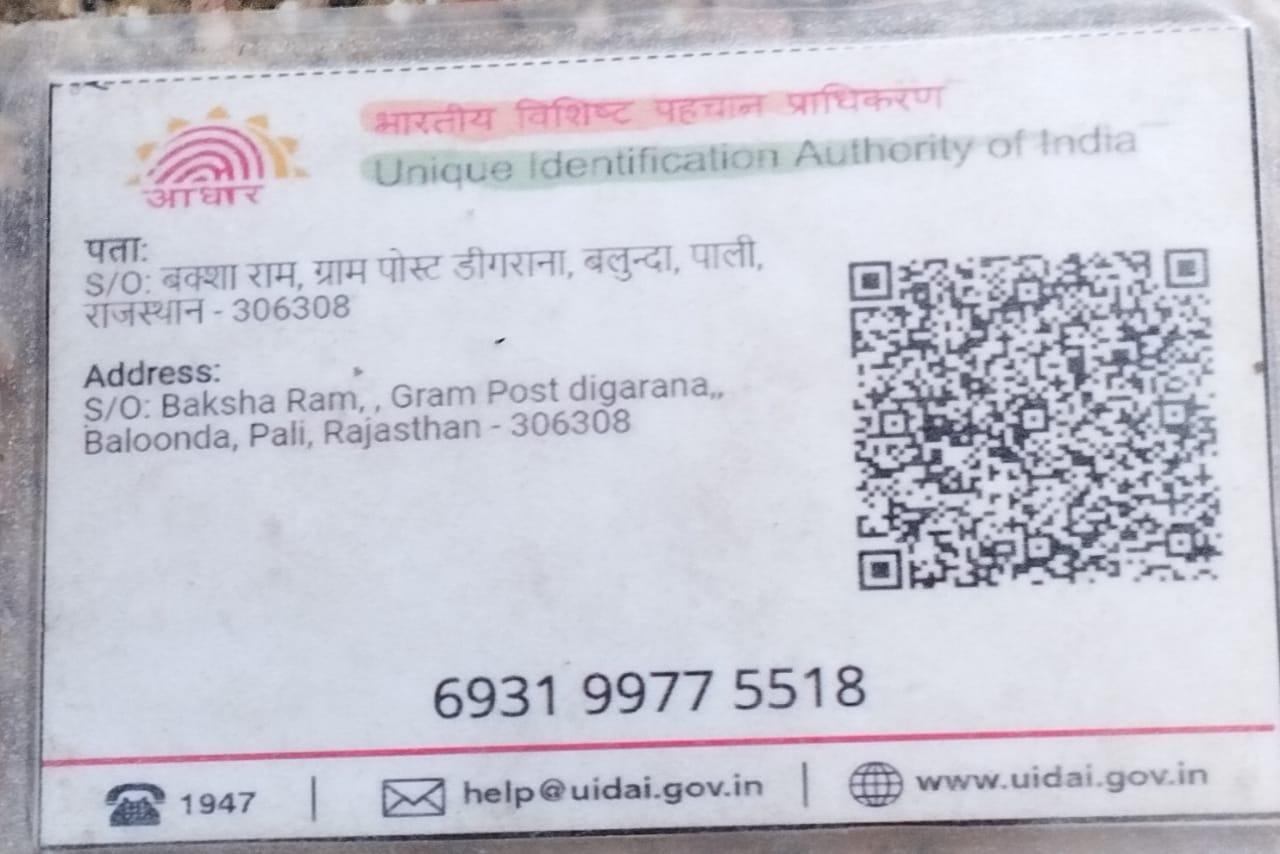 भारतीय विशिष्ट पहचान प्राधिकरण
Unique Identification Authority of India
आधार
पता:
S/O: बक्शा राम, ग्राम पोस्ट डीगराना, बलुन्दा, पाली,
राजस्थान - 306308
Address:
S/O: Baksha Ram, , Gram Post digarana,,
Baloonda, Pali, Rajasthan - 306308
6931 9977 5518
1947 | help@uidai.gov.in | www.uidai.gov.in